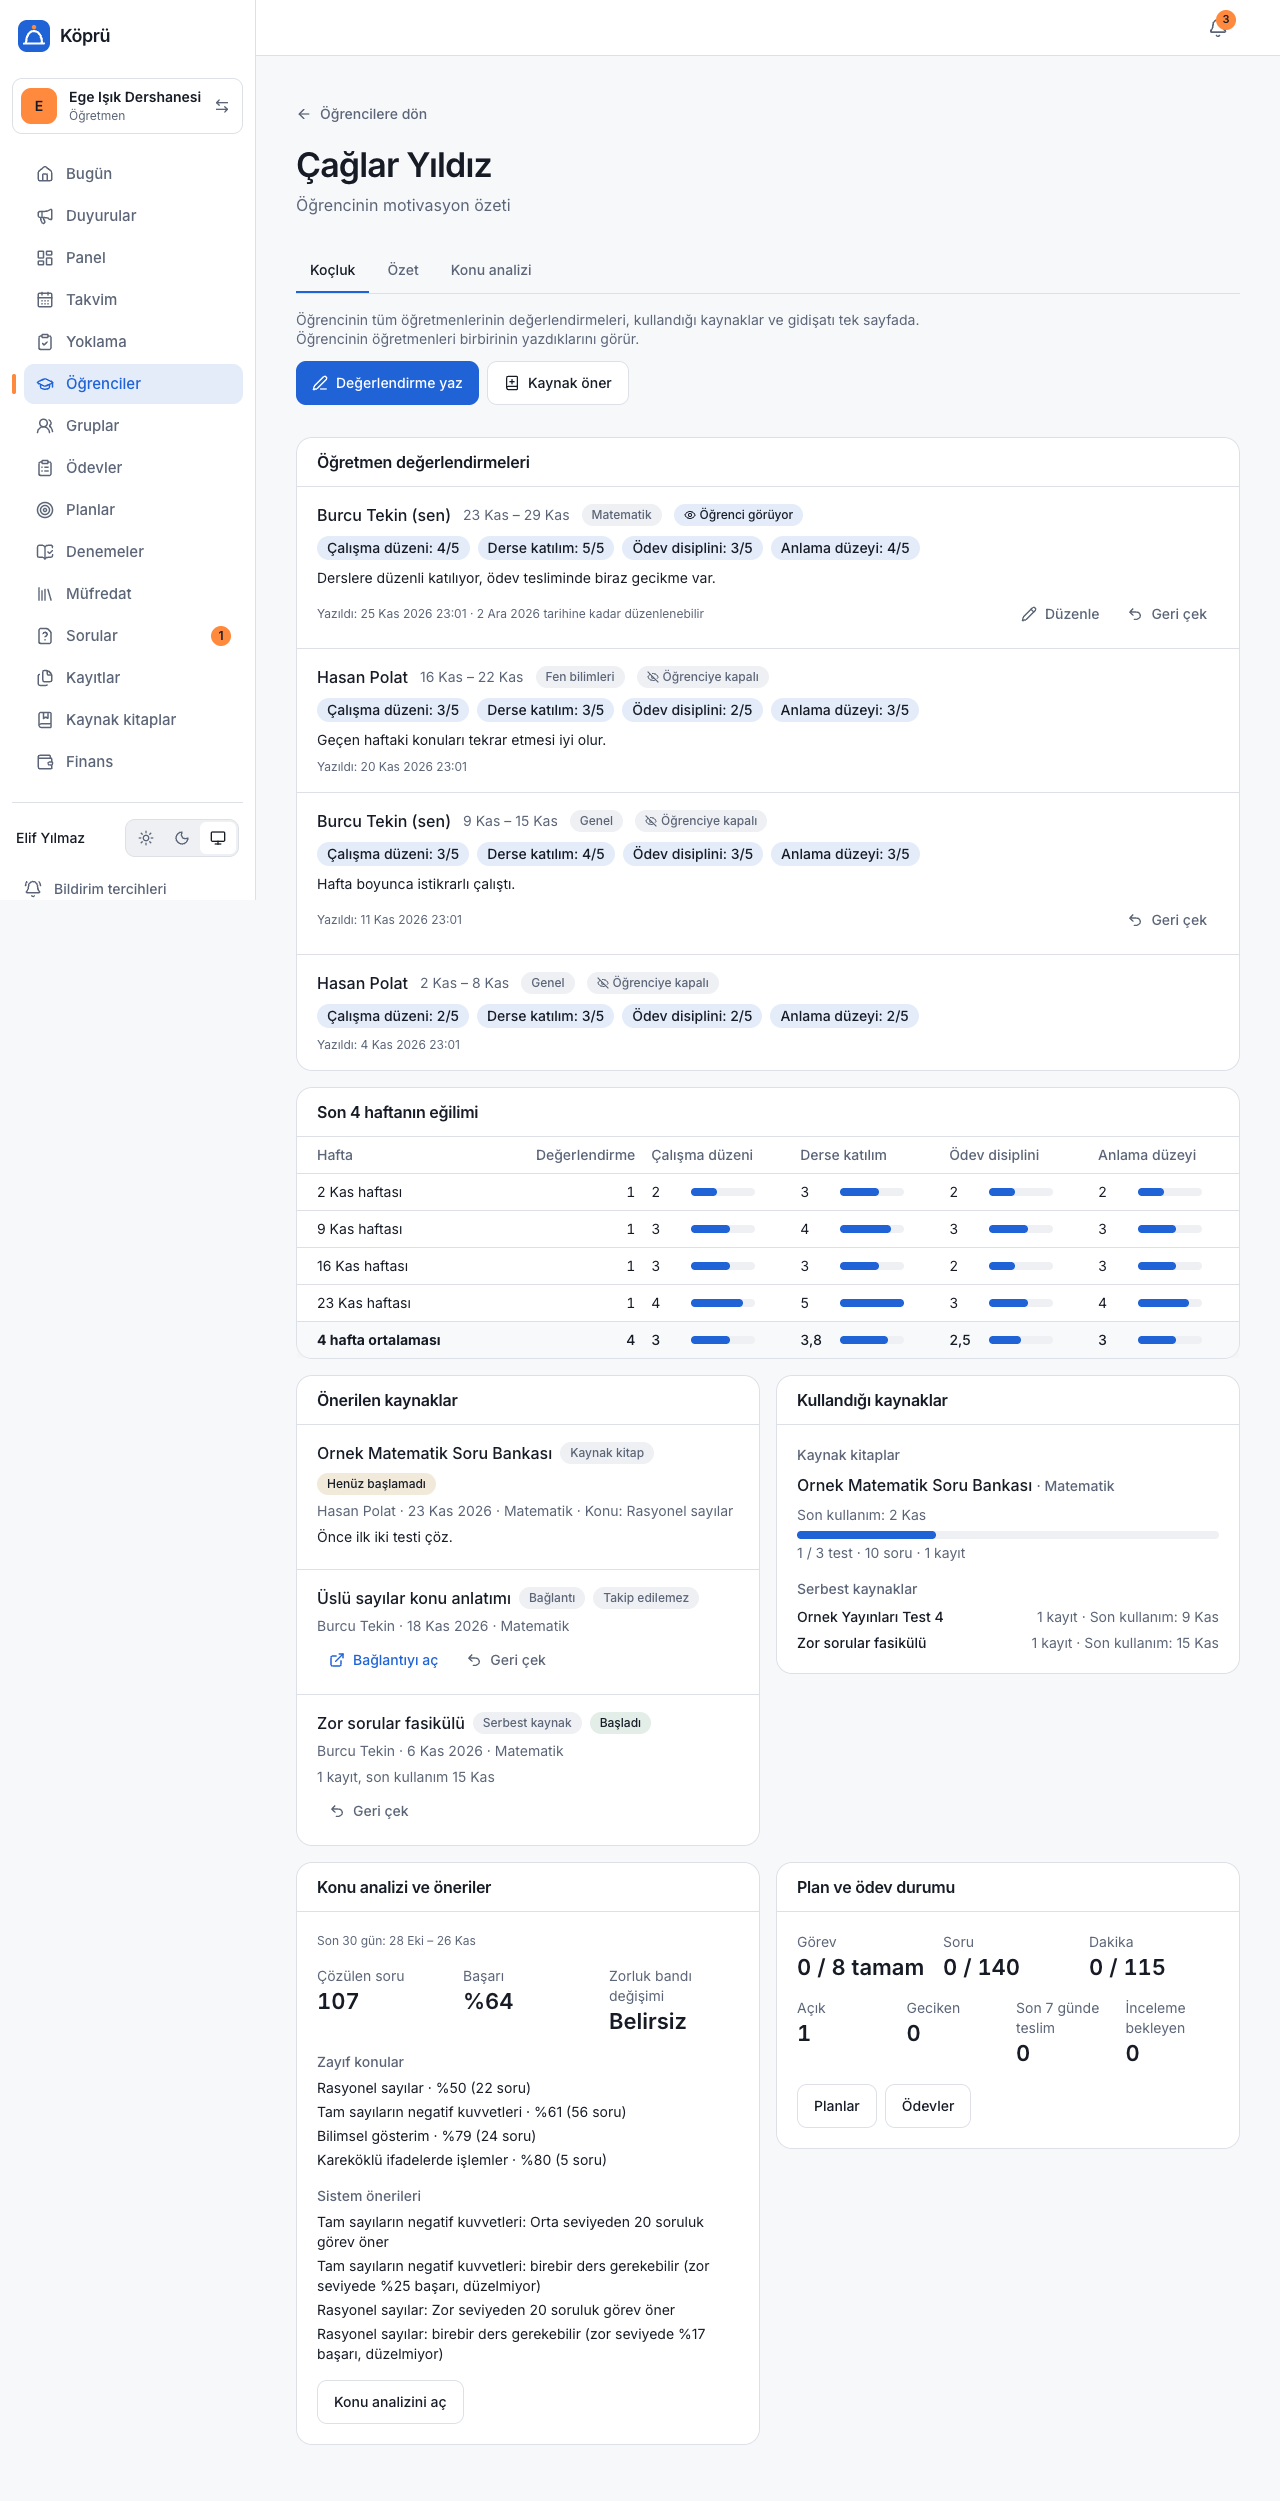 Köprü
3
E
Ege Işık Dershanesi
Öğretmen
Bugün
Duyurular
Panel
Takvim
Yoklama
Öğrenciler
Gruplar
Ödevler
Planlar
Denemeler
Müfredat
Sorular
1
Kayıtlar
Kaynak kitaplar
Finans
Elif Yılmaz
Bildirim tercihleri
Öğrencilere dön
Çağlar Yıldız
Öğrencinin motivasyon özeti
Koçluk Özet Konu analizi
Öğrencinin tüm öğretmenlerinin değerlendirmeleri, kullandığı kaynaklar ve gidişatı tek sayfada.
Öğrencinin öğretmenleri birbirinin yazdıklarını görür.
Değerlendirme yaz Kaynak öner
Öğretmen değerlendirmeleri
Burcu Tekin (sen) 23 Kas – 29 Kas Matematik Öğrenci görüyor
Çalışma düzeni: 4/5 Derse katılım: 5/5 Ödev disiplini: 3/5 Anlama düzeyi: 4/5
Derslere düzenli katılıyor, ödev tesliminde biraz gecikme var.
Yazıldı: 25 Kas 2026 23:01 · 2 Ara 2026 tarihine kadar düzenlenebilir Düzenle Geri çek
Hasan Polat 16 Kas – 22 Kas Fen bilimleri Öğrenciye kapalı
Çalışma düzeni: 3/5 Derse katılım: 3/5 Ödev disiplini: 2/5 Anlama düzeyi: 3/5
Geçen haftaki konuları tekrar etmesi iyi olur.
Yazıldı: 20 Kas 2026 23:01
Burcu Tekin (sen) 9 Kas – 15 Kas Genel Öğrenciye kapalı
Çalışma düzeni: 3/5 Derse katılım: 4/5 Ödev disiplini: 3/5 Anlama düzeyi: 3/5
Hafta boyunca istikrarlı çalıştı.
Yazıldı: 11 Kas 2026 23:01 Geri çek
Hasan Polat 2 Kas – 8 Kas Genel Öğrenciye kapalı
Çalışma düzeni: 2/5 Derse katılım: 3/5 Ödev disiplini: 2/5 Anlama düzeyi: 2/5
Yazıldı: 4 Kas 2026 23:01
Son 4 haftanın eğilimi
Hafta Değerlendirme Çalışma düzeni Derse katılım Ödev disiplini Anlama düzeyi
2 Kas haftası 1 2 3 2 2
9 Kas haftası 1 3 4 3 3
16 Kas haftası 1 3 3 2 3
23 Kas haftası 1 4 5 3 4
4 hafta ortalaması 4 3 3,8 2,5 3
Önerilen kaynaklar
Ornek Matematik Soru Bankası Kaynak kitap
Henüz başlamadı
Hasan Polat · 23 Kas 2026 · Matematik · Konu: Rasyonel sayılar
Önce ilk iki testi çöz.
Üslü sayılar konu anlatımı Bağlantı Takip edilemez
Burcu Tekin · 18 Kas 2026 · Matematik
Bağlantıyı aç Geri çek
Zor sorular fasikülü Serbest kaynak Başladı
Burcu Tekin · 6 Kas 2026 · Matematik
1 kayıt, son kullanım 15 Kas
Geri çek
Kullandığı kaynaklar
Kaynak kitaplar
Ornek Matematik Soru Bankası · Matematik
Son kullanım: 2 Kas
1 / 3 test · 10 soru · 1 kayıt
Serbest kaynaklar
Ornek Yayınları Test 4 1 kayıt · Son kullanım: 9 Kas
Zor sorular fasikülü 1 kayıt · Son kullanım: 15 Kas
Konu analizi ve öneriler
Son 30 gün: 28 Eki – 26 Kas
Çözülen soru
107
Başarı
%64
Zorluk bandı
değişimi
Belirsiz
Zayıf konular
Rasyonel sayılar · %50 (22 soru)
Tam sayıların negatif kuvvetleri · %61 (56 soru)
Bilimsel gösterim · %79 (24 soru)
Kareköklü ifadelerde işlemler · %80 (5 soru)
Sistem önerileri
Tam sayıların negatif kuvvetleri: Orta seviyeden 20 soruluk
görev öner
Tam sayıların negatif kuvvetleri: birebir ders gerekebilir (zor
seviyede %25 başarı, düzelmiyor)
Rasyonel sayılar: Zor seviyeden 20 soruluk görev öner
Rasyonel sayılar: birebir ders gerekebilir (zor seviyede %17
başarı, düzelmiyor)
Konu analizini aç
Plan ve ödev durumu
Görev
0 / 8 tamam
Soru
0 / 140
Dakika
0 / 115
Açık
1
Geciken
0
Son 7 günde
teslim
0
İnceleme
bekleyen
0
Planlar Ödevler